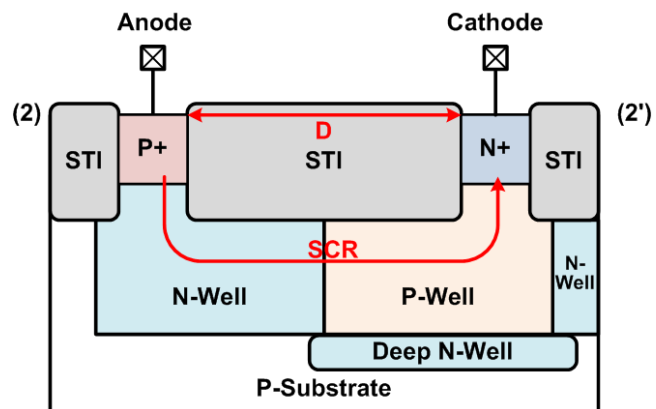 Anode
Cathode
(2)
(2')
STI
P+
D
STI
N+
STI
SCR
N-Well
P-Well
N-
Well
Deep N-Well
P-Substrate